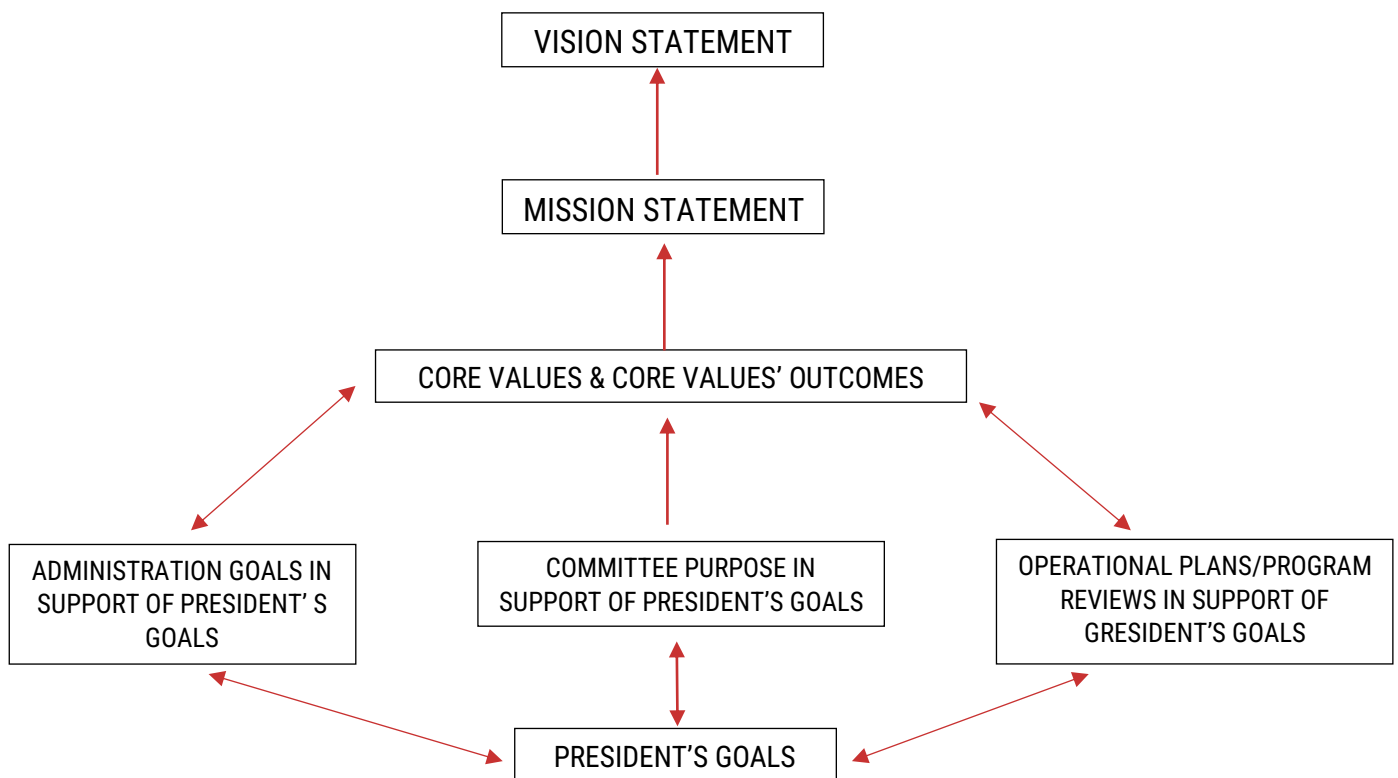 VISION STATEMENT
MISSION STATEMENT
CORE VALUES & CORE VALUES’ OUTCOMES
ADMINISTRATION GOALS IN
SUPPORT OF PRESIDENT’ S
GOALS
COMMITTEE PURPOSE IN
SUPPORT OF PRESIDENT’S GOALS
OPERATIONAL PLANS/PROGRAM
REVIEWS IN SUPPORT OF
GRESIDENT’S GOALS
PRESIDENT’S GOALS